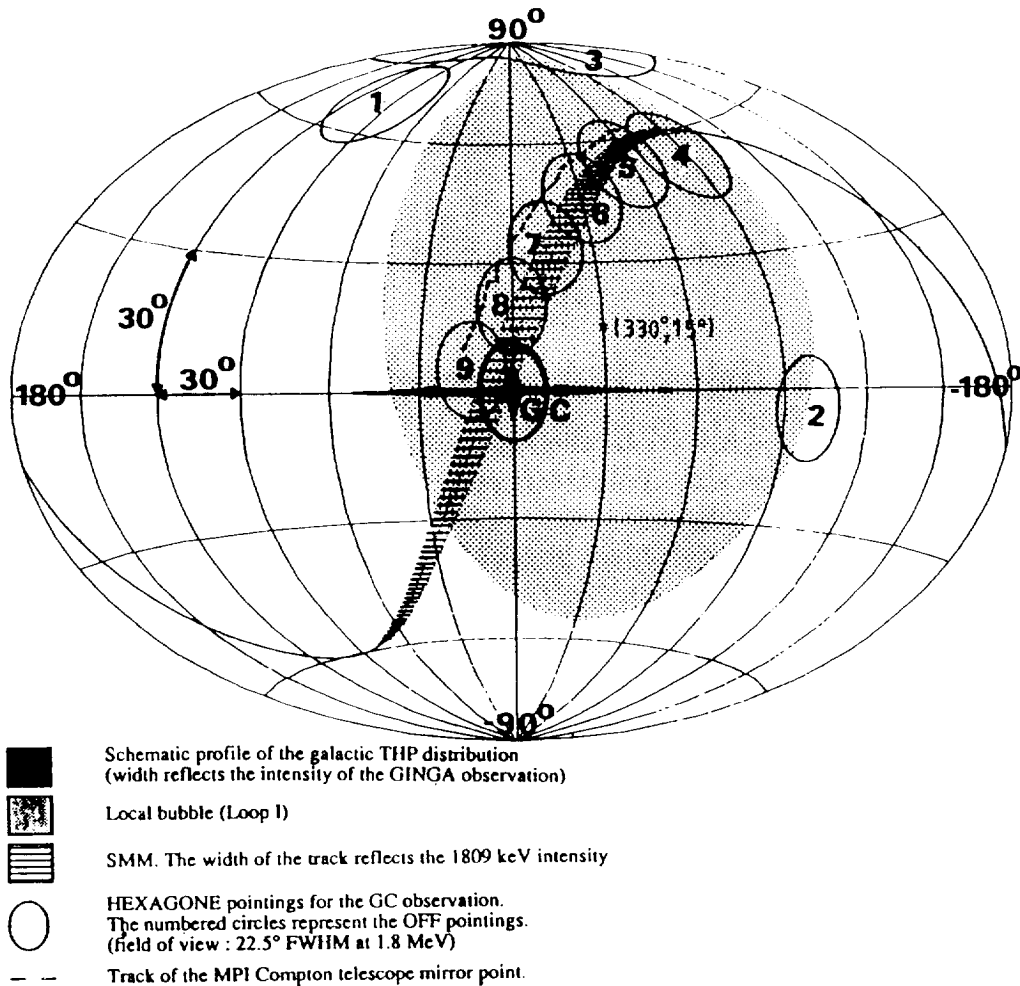 90°
3
1
4
5
6
7
8
30°
(330°,15°)
9
180°
30°
GC
2
-180°
-90°
Schematic profile of the galactic THP distribution
(width reflects the intensity of the GINGA observation)
Local bubble (Loop I)
SMM. The width of the track reflects the 1809 keV intensity
HEXAGONE pointings for the GC observation.
The numbered circles represent the OFF pointings.
(field of view : 22.5° FWHM at 1.8 MeV)
Track of the MPI Compton telescope mirror point.